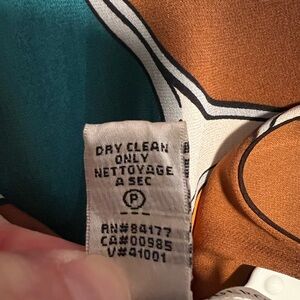 DRY CLEAN
ONLY
NETTOYAGE
A SEC
P
RN#84177
CA#00985
V#41001